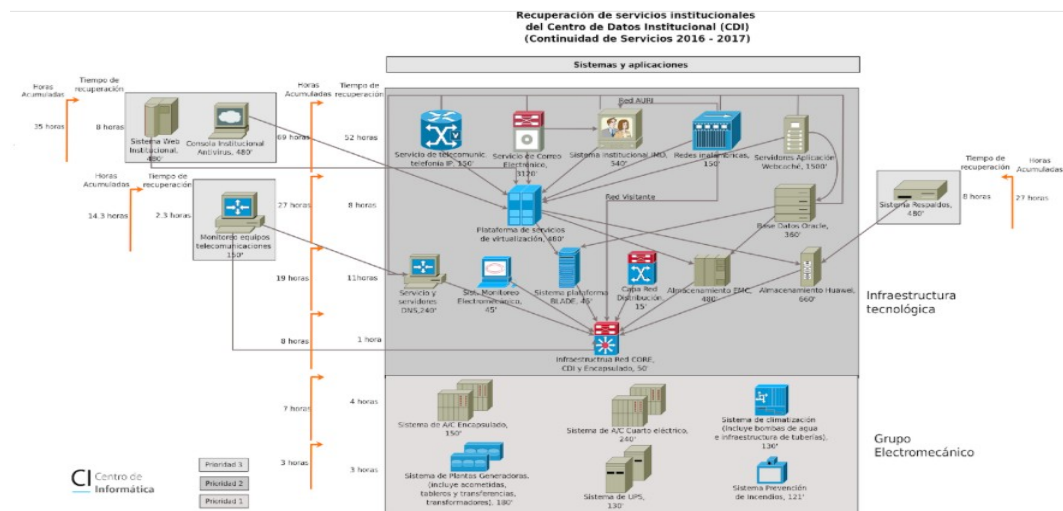 Recuperación de servicios institucionales
del Centro de Datos Institucional (CDI)
(Continuidad de Servicios 2016 - 2017)
Sistemas y aplicaciones
Horas
Acumuladas
Tiempo de
recuperación
35 horas
8 horas
Sistema Web
Institucional,
480'
Consola Institucional
Antivirus, 480'
Horas
Acumuladas
Tiempo de
recuperación
69 horas
52 horas
Servicio de telecomunic.
telefonía IP, 150'
Servicio de Correo
Electrónico,
3120'
Red AURI
Sistema Institucional IMD,
540'
Redes inalámbricas,
150'
Servidores Aplicación
Webcaché, 1500'
Horas
Acumuladas
Tiempo de
recuperación
14.3 horas
2.3 horas
Monitoreo equipos
telecomunicaciones
27 horas
8 horas
Plataforma de servicios
de virtualización, 480'
Red Visitante
Base Datos Oracle,
360'
Tiempo de
recuperación
Horas
Acumuladas
Sistema Respaldos,
480'
8 horas
27 horas
19 horas
11horas
Servicio y
servidores
DNS,240'
Sist. Monitoreo
Electromecánico,
45'
Sistema plataforma
BLADE, 45'
Capa Red
Distribución
15'
Almacenamiento EMC,
480'
Almacenamiento Huawei,
660'
Infraestructura
tecnológica
8 horas
1 hora
Infraestructrua Red CORE,
CDI y Encapsulado, 50'
7 horas
4 horas
Sistema de A/C Encapsulado,
150'
Sistema de A/C Cuarto eléctrico,
240'
Sistema de climatización
(Incluye bombas de agua
e infraestructura de tuberías),
130'
Grupo
Electromecánico
3 horas
3 horas
Sistema de Plantas Generadoras.
(incluye acometidas,
tableros y transferencias,
transformadores), 180'
Sistema de UPS,
130'
Sistema Prevención
de Incendios, 121'
CI Centro de
Informática
Prioridad 3
Prioridad 2
Prioridad 1